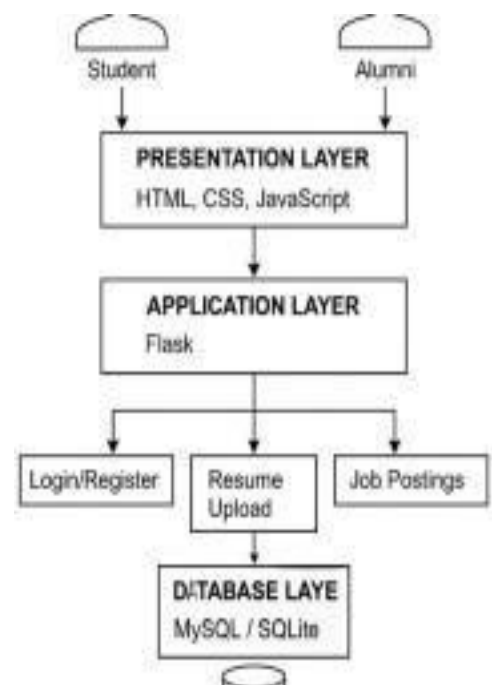 Student
Alumni
PRESENTATION LAYER
HTML, CSS, JavaScript
APPLICATION LAYER
Flask
Login/Register
Resume
Upload
Job Postings
DATABASE LAYE
MySQL / SQLite